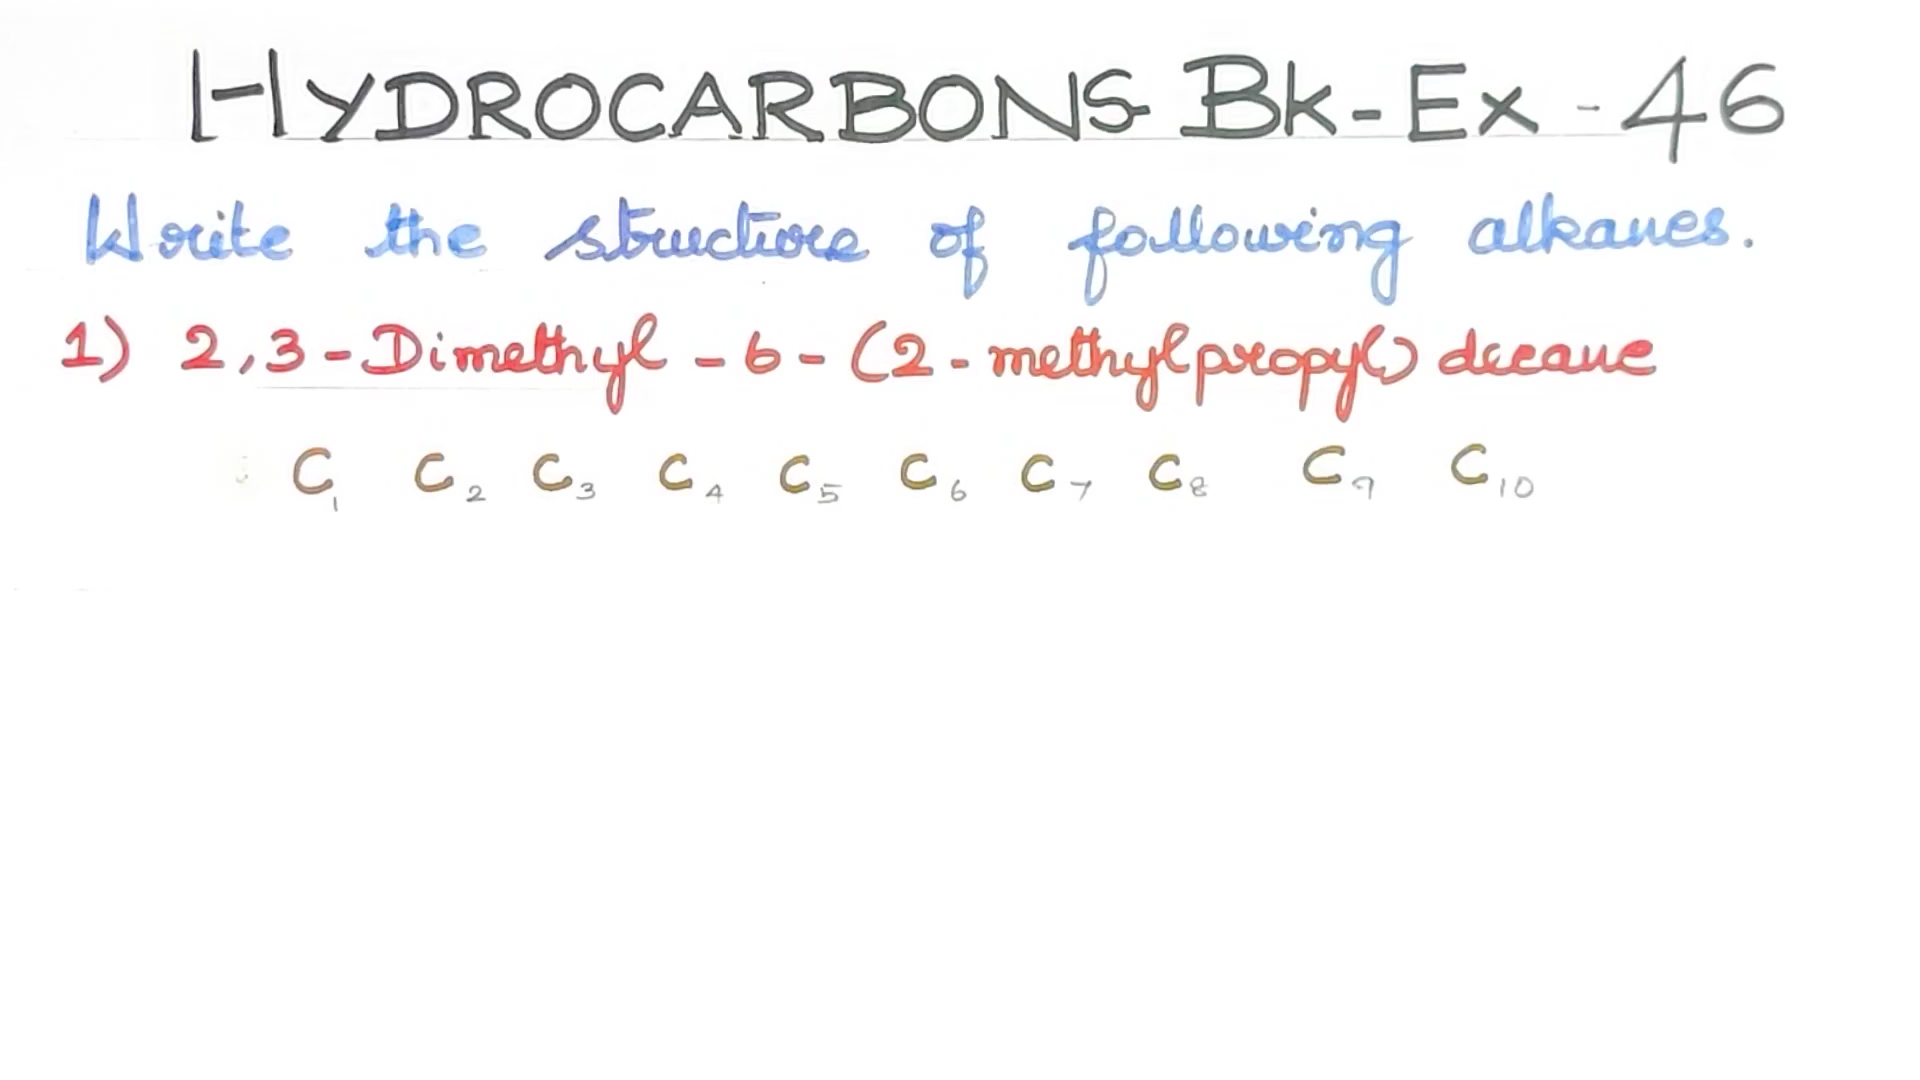 HYDROCARBONS Bk-Ex-46
Write the structure of following alkanes.
1) 2,3-Dimethyl-6-(2-methylpropyl) decane
C₁ C₂ C₃ C₄ C₅ C₆ C₇ C₈ C₉ C₁₀